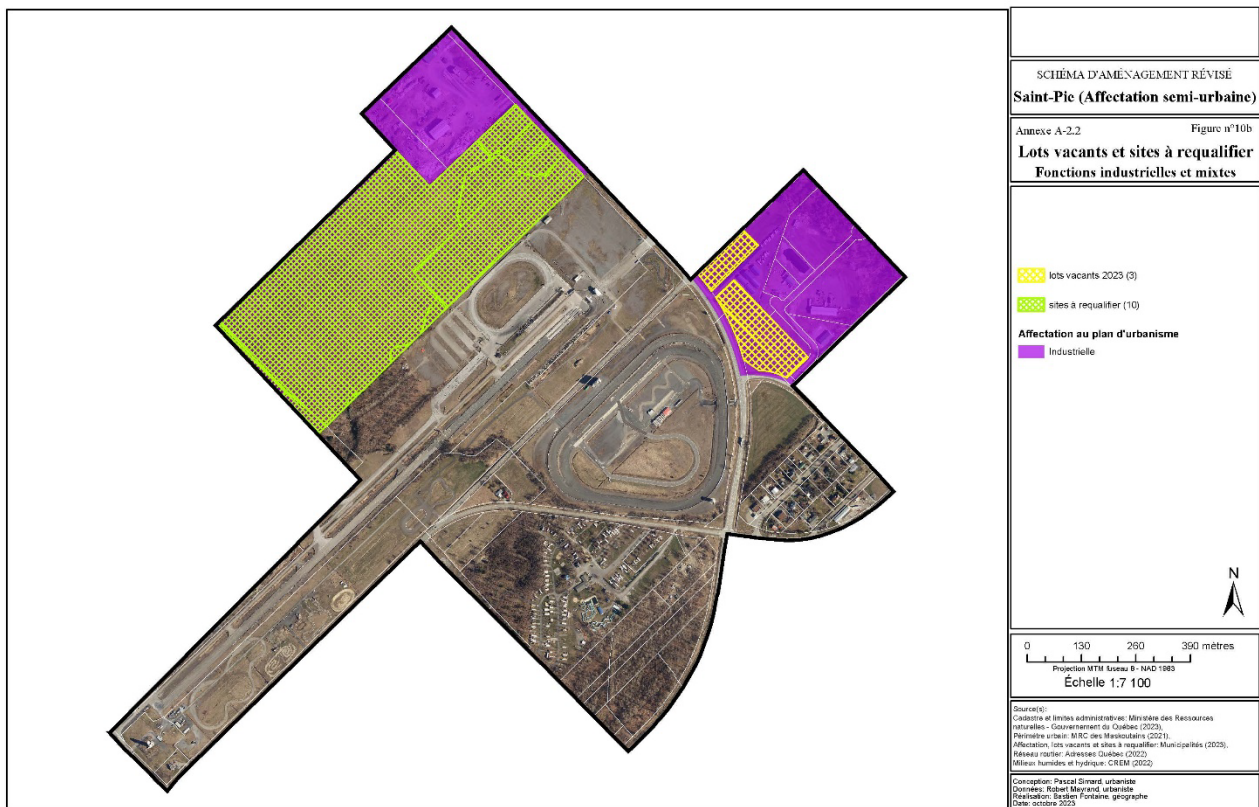 SCHÉMA D'AMÉNAGEMENT RÉVISÉ
Saint-Pie (Affectation semi-urbaine)
Annexe A-2.2 Figure n°10b
Lots vacants et sites à requalifier
Fonctions industrielles et mixtes
lots vacants 2023 (3)
sites à requalifier (10)
Affectation au plan d'urbanisme
Industrielle
N
0 130 260 390 mètres
Projection MTM fuseau 8 - NAD 1983
Échelle 1:7 100
Source(s):
Cadastre et limites administratives: Ministère des Ressources
naturelles - Gouvernement du Québec (2023),
Périmètre urbain: MRC des Maskoutains (2021),
Affectation, lots vacants et sites à requalifier: Municipalités (2023),
Réseau routier: Adresses Québec (2022)
Milieux humides et hydrique: CREM (2022)
Conception: Pascal Simard, urbaniste
Données: Robert Mayrand, urbaniste
Réalisation: Bastien Fontaine, géographe
Date: octobre 2023